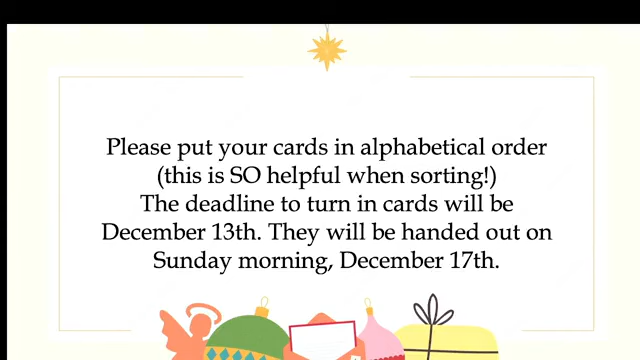 Please put your cards in alphabetical order
(this is SO helpful when sorting!)
The deadline to turn in cards will be
December 13th. They will be handed out on
Sunday morning, December 17th.